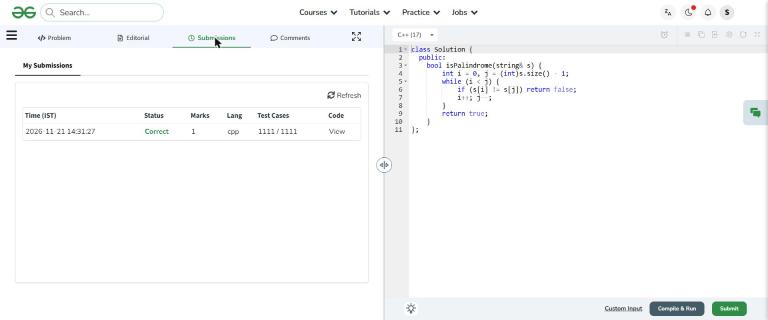 Search... Courses Tutorials Practice Jobs S
</> Problem Editorial Submissions Comments
My Submissions
Refresh
Time (IST) Status Marks Lang Test Cases Code
2026-11-21 14:31:27 Correct 1 cpp 1111 / 1111 View
C++ (17)
1 class Solution {
2 public:
3 bool isPalindrome(string& s) {
4 int i = 0, j = (int)s.size() - 1;
5 while (i < j) {
6 if (s[i] != s[j]) return false;
7 i++; j--;
8 }
9 return true;
10 }
11 };
Custom Input Compile & Run Submit